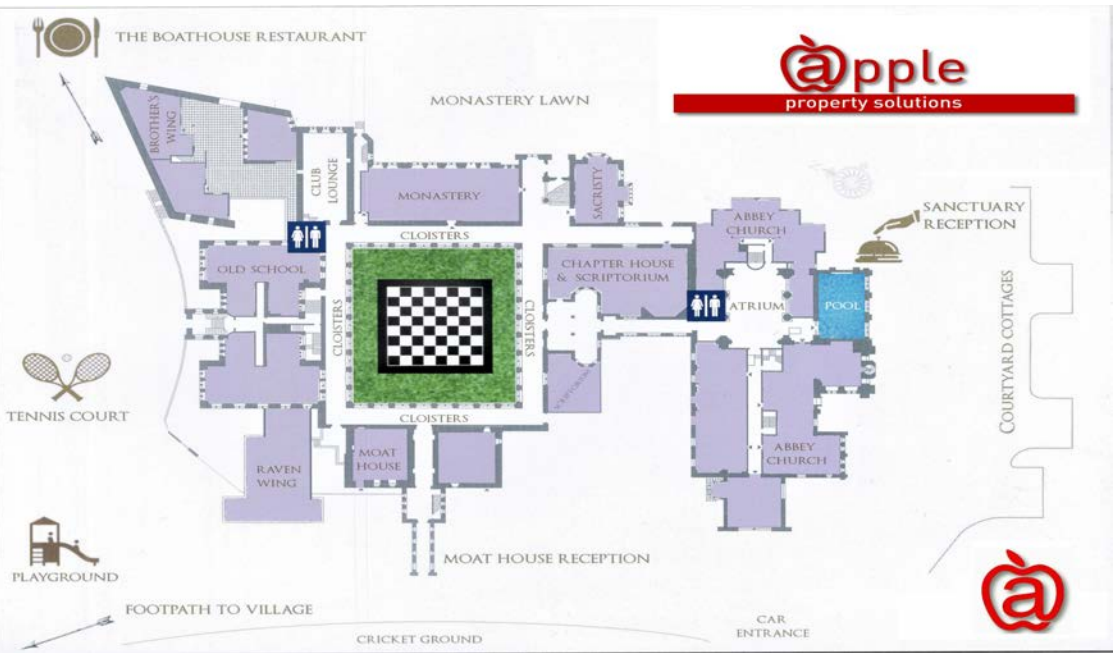 THE BOATHOUSE RESTAURANT
apple
property solutions
MONASTERY LAWN
BROTHER'S
WING
CLUB
LOUNGE
MONASTERY
SACRISTY
SANCTUARY
RECEPTION
ABBEY
CHURCH
CLOISTERS
OLD SCHOOL
CHAPTER HOUSE
& SCRIPTORIUM
ATRIUM
POOL
CLOISTERS
CLOISTERS
COURTYARD COTTAGES
TENNIS COURT
CLOISTERS
MOAT
HOUSE
RAVEN
WING
ABBEY
CHURCH
MOAT HOUSE RECEPTION
PLAYGROUND
a
FOOTPATH TO VILLAGE
CRICKET GROUND
CAR
ENTRANCE